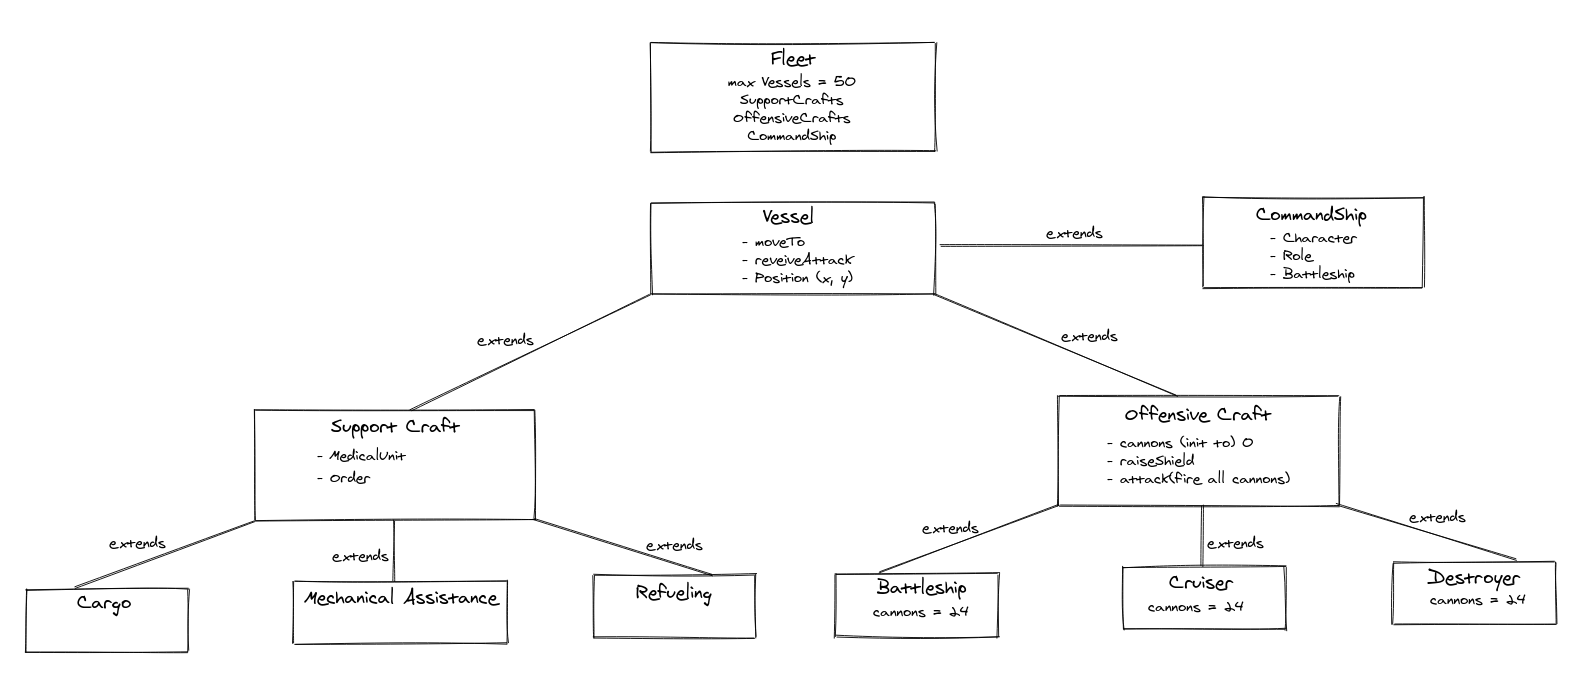 Fleet
max Vessels = 50
SupportCrafts
OffensiveCrafts
CommandShip
Vessel
- moveTo
- reveiveAttack
- Position (x, y)
extends
CommandShip
- Character
- Role
- Battleship
extends
extends
Support Craft
- MedicalUnit
- Order
Offensive Craft
- cannons (init to) 0
- raiseShield
- attack(fire all cannons)
extends
extends
extends
extends
extends
extends
Cargo
Mechanical Assistance
Refueling
Battleship
cannons = 24
Cruiser
cannons = 24
Destroyer
cannons = 24